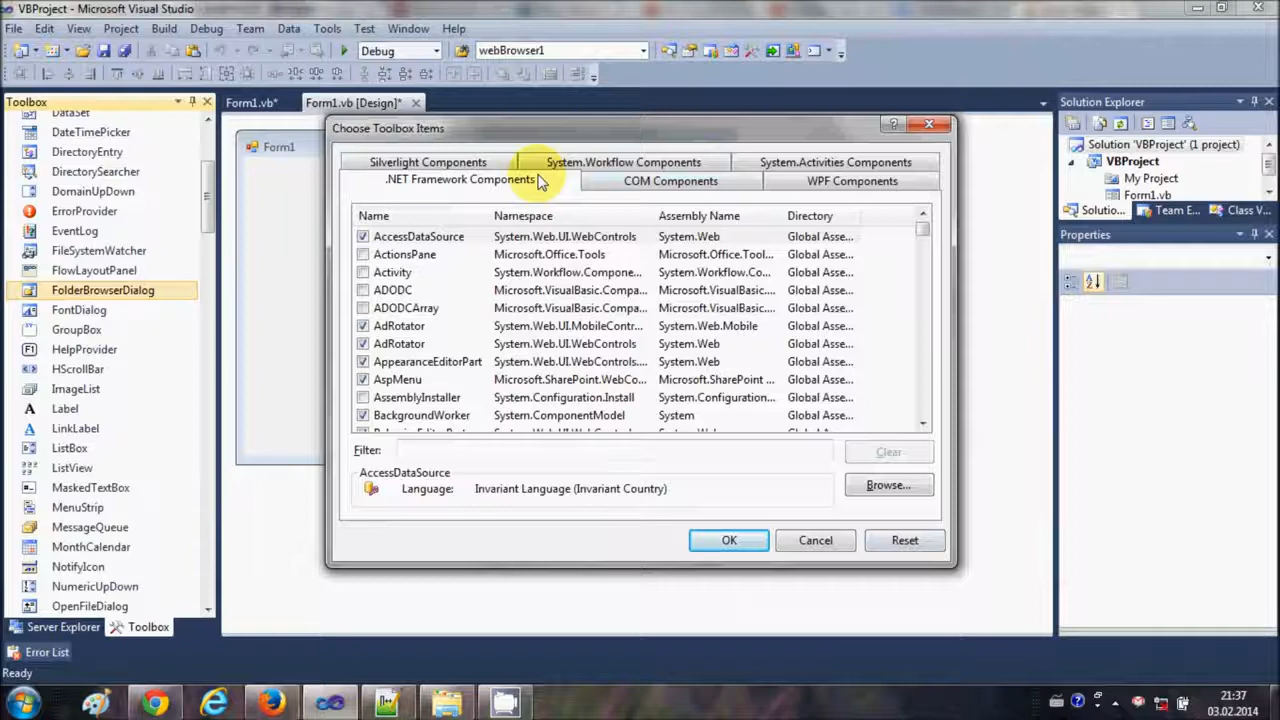 VBProject - Microsoft Visual Studio
File Edit View Project Build Debug Team Data Tools Test Window Help
Debug webBrowser1
Toolbox
Form1.vb* Form1.vb [Design]*
Solution Explorer
DataSet
DateTimePicker
DirectoryEntry
DirectorySearcher
DomainUpDown
ErrorProvider
EventLog
FileSystemWatcher
FlowLayoutPanel
FolderBrowserDialog
FontDialog
GroupBox
HelpProvider
HScrollBar
ImageList
Label
LinkLabel
ListBox
ListView
MaskedTextBox
MenuStrip
MessageQueue
MonthCalendar
NotifyIcon
NumericUpDown
OpenFileDialog
Server Explorer Toolbox
Form1
Choose Toolbox Items
Silverlight Components System.Workflow Components System.Activities Components
.NET Framework Components COM Components WPF Components
Name Namespace Assembly Name Directory
AccessDataSource System.Web.UI.WebControls System.Web Global Asse...
ActionsPane Microsoft.Office.Tools Microsoft.Office.Tool... Global Asse...
Activity System.Workflow.Compone... System.Workflow.Co... Global Asse...
ADODC Microsoft.VisualBasic.Compa... Microsoft.VisualBasic.... Global Asse...
ADODCArray Microsoft.VisualBasic.Compa... Microsoft.VisualBasic.... Global Asse...
AdRotator System.Web.UI.MobileContr... System.Web.Mobile Global Asse...
AdRotator System.Web.UI.WebControls System.Web Global Asse...
AppearanceEditorPart System.Web.UI.WebControls.... System.Web Global Asse...
AspMenu Microsoft.SharePoint.WebCo... Microsoft.SharePoint ... Global Asse...
AssemblyInstaller System.Configuration.Install System.Configuration... Global Asse...
BackgroundWorker System.ComponentModel System Global Asse...
Filter: Clear
AccessDataSource
Language: Invariant Language (Invariant Country)
Browse...
OK Cancel Reset
Solution 'VBProject' (1 project)
VBProject
My Project
Form1.vb
Solutio... Team E... Class V...
Properties
Error List
Ready
21:37
03.02.2014